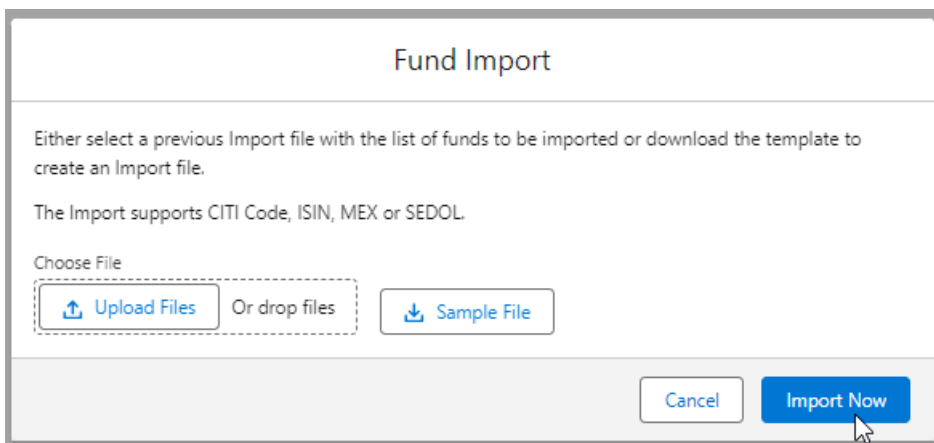 Fund Import
Either select a previous Import file with the list of funds to be imported or download the template to
create an Import file.
The Import supports CITI Code, ISIN, MEX or SEDOL.
Choose File
Upload Files Or drop files Sample File
Cancel Import Now